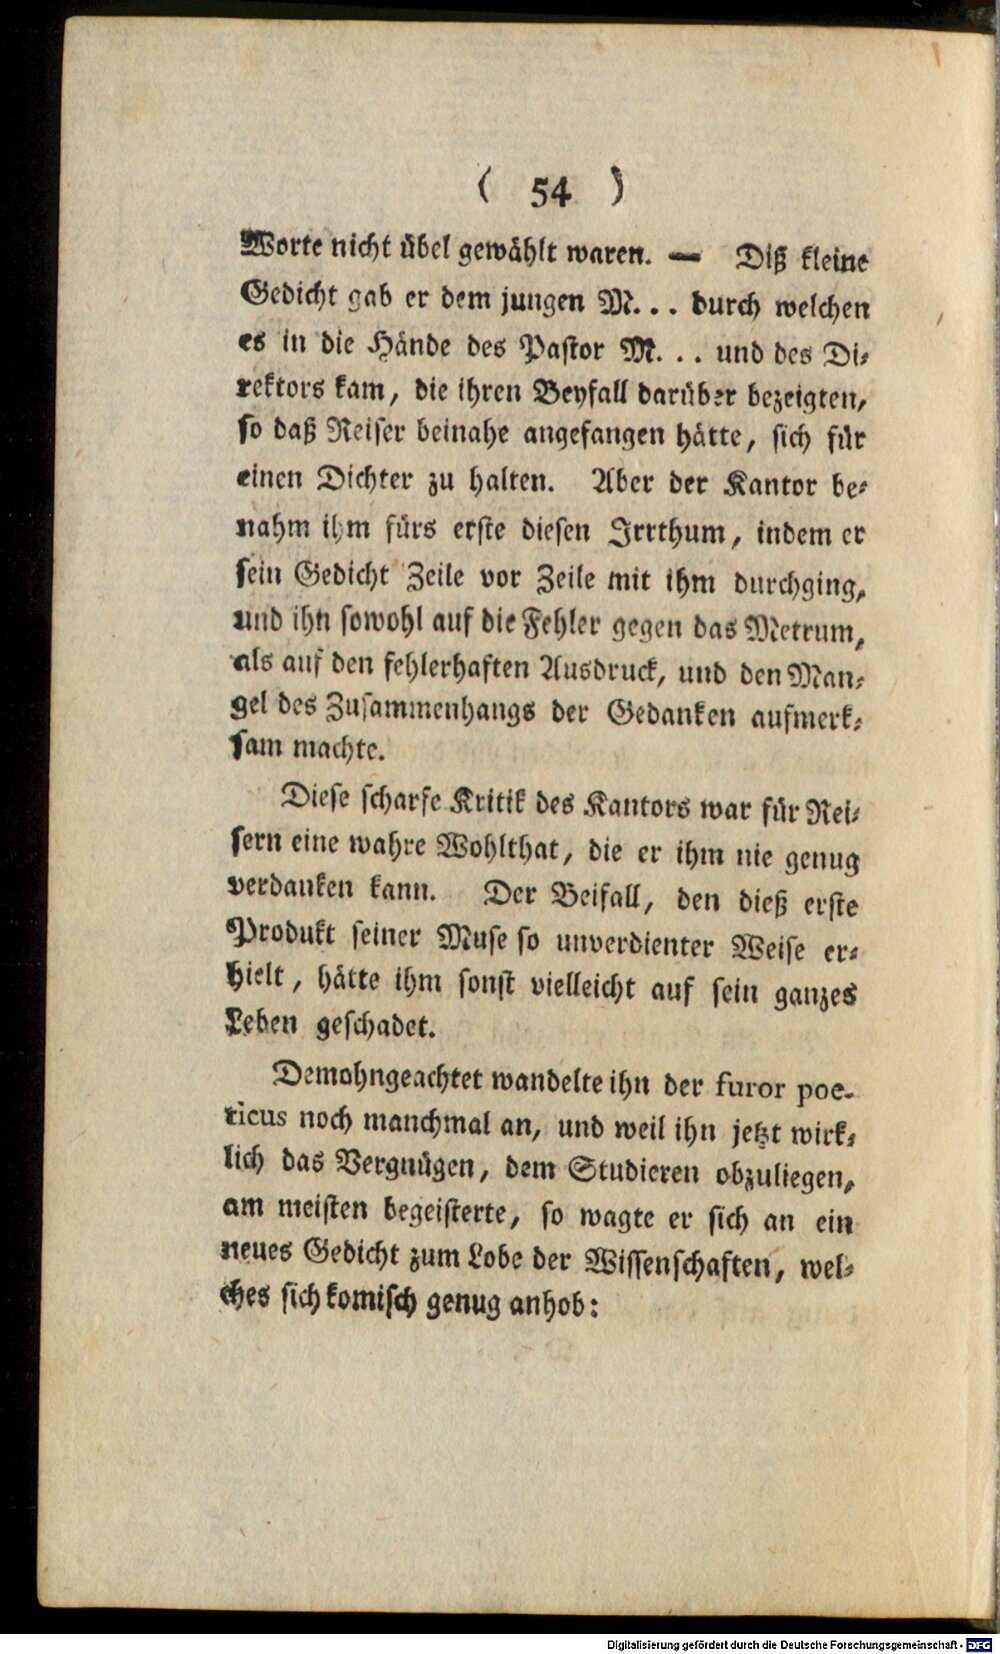 ( 54 )
Worte nicht übel gewählt waren. — Diß kleine
Gedicht gab er dem jungen M... durch welchen
es in die Hände des Pastor M... und des Di-
rektors kam, die ihren Beyfall darüber bezeigten,
so daß Reiser beinahe angefangen hätte, sich für
einen Dichter zu halten. Aber der Kantor be-
nahm ihm fürs erste diesen Irrthum, indem er
sein Gedicht Zeile vor Zeile mit ihm durchging,
und ihn sowohl auf die Fehler gegen das Metrum,
als auf den fehlerhaften Ausdruck, und den Man-
gel des Zusammenhangs der Gedanken aufmerk-
sam machte.
Diese scharfe Kritik des Kantors war für Rei-
sern eine wahre Wohlthat, die er ihm nie genug
verdanken kann. Der Beifall, den dieß erste
Produkt seiner Muse so unverdienter Weise er-
hielt, hätte ihm sonst vielleicht auf sein ganzes
Leben geschadet.
Demohngeachtet wandelte ihn der furor poe-
ticus noch manchmal an, und weil ihn jetzt wirk-
lich das Vergnügen, dem Studieren obzuliegen,
am meisten begeisterte, so wagte er sich an ein
neues Gedicht zum Lobe der Wissenschaften, wel-
ches sich komisch genug anhob:
Digitalisierung gefördert durch die Deutsche Forschungsgemeinschaft - DFG